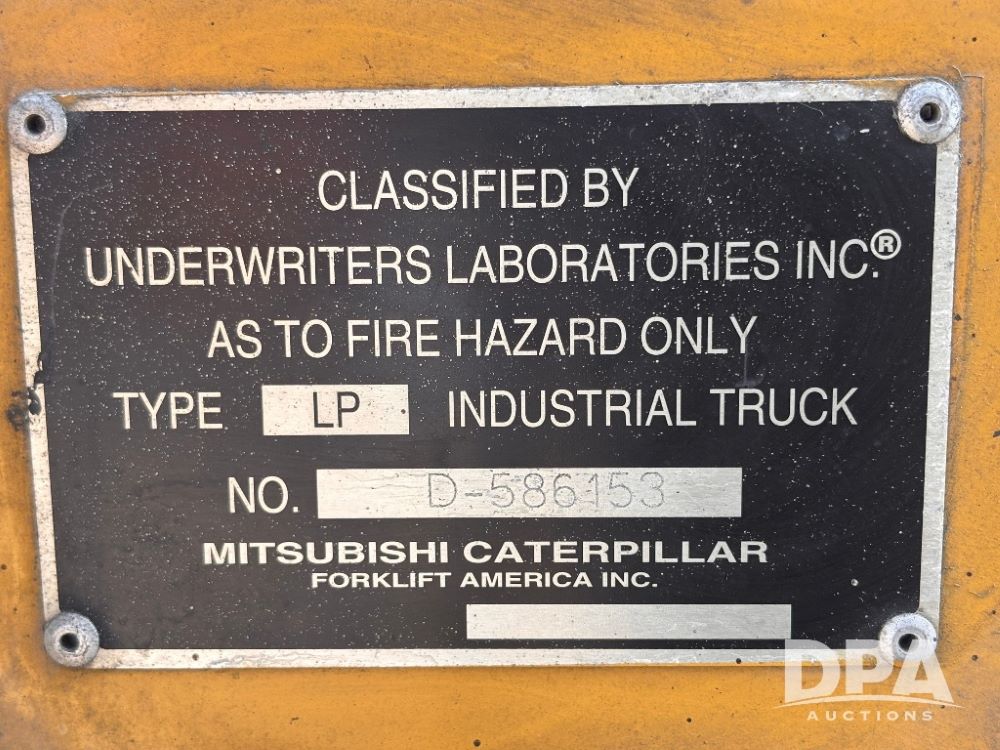 CLASSIFIED BY
UNDERWRITERS LABORATORIES INC.®
AS TO FIRE HAZARD ONLY
TYPE LP INDUSTRIAL TRUCK
NO. D-586153
MITSUBISHI CATERPILLAR
FORKLIFT AMERICA INC.
DPA
AUCTIONS